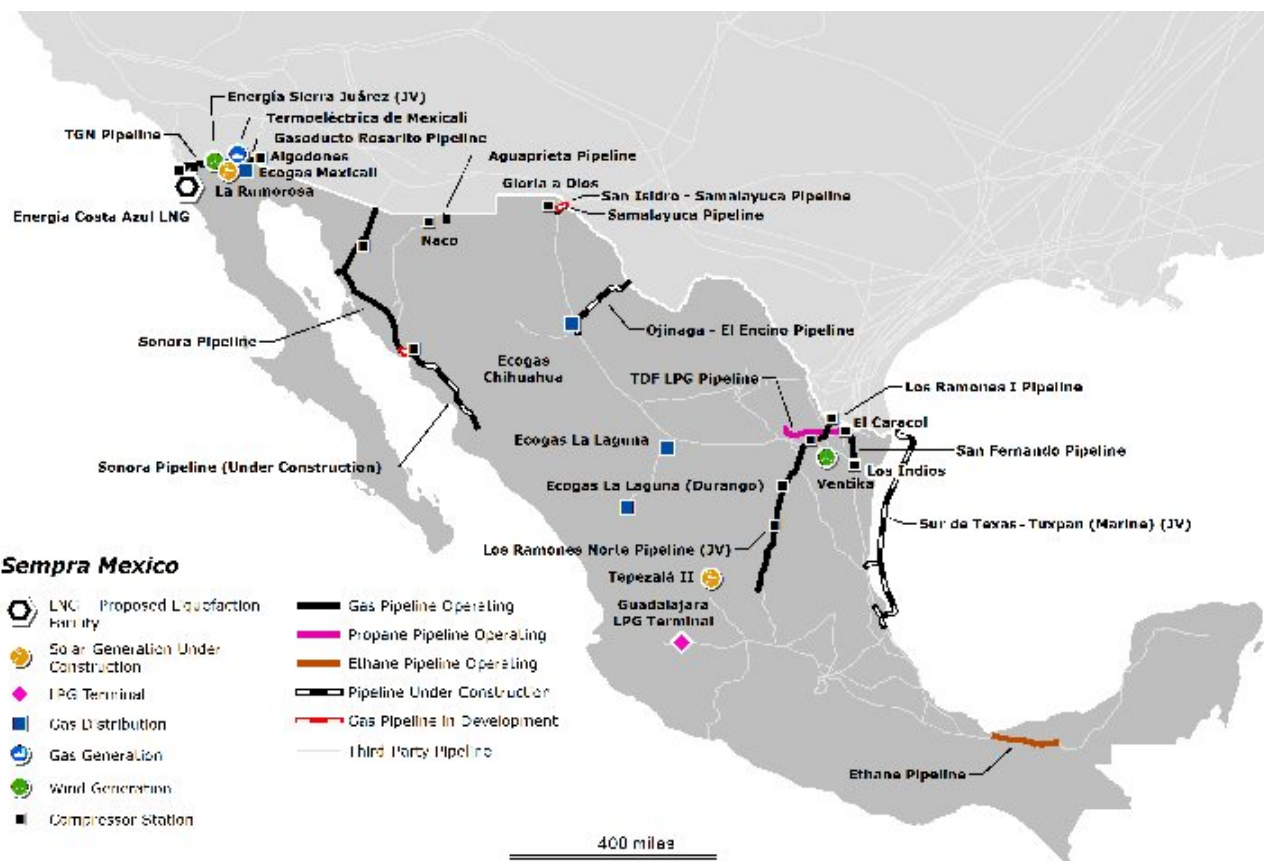 Energía Sierra Juárez (JV)
Termoeléctrica de Mexicali
TGN Pipeline
Gasoducto Rosarito Pipeline
Algodones
Ecogas Mexicali
La Rumorosa
Energía Costa Azul LNG
Aguaprieta Pipeline
Naco
Gloria a Dios
San Isidro - Samalayuca Pipeline
Samalayuca Pipeline
Sonora Pipeline
Ojinaga - El Encino Pipeline
Ecogas
Chihuahua
TDF LPG Pipeline
Los Ramones I Pipeline
El Caracol
Ecogas La Laguna
San Fernando Pipeline
Sonora Pipeline (Under Construction)
Los Indios
Ventika
Ecogas La Laguna (Durango)
Sur de Texas-Tuxpan (Marine) (JV)
Los Ramones Norte Pipeline (JV)
Tepezalá II
Guadalajara
LPG Terminal
Ethane Pipeline
Sempra Mexico
LNG - Proposed Liquefaction
Facility
Solar Generation Under
Construction
LPG Terminal
Gas Distribution
Gas Generation
Wind Generation
Compressor Station
Gas Pipeline Operating
Propane Pipeline Operating
Ethane Pipeline Operating
Pipeline Under Construction
Gas Pipeline In Development
Third Party Pipeline
400 miles